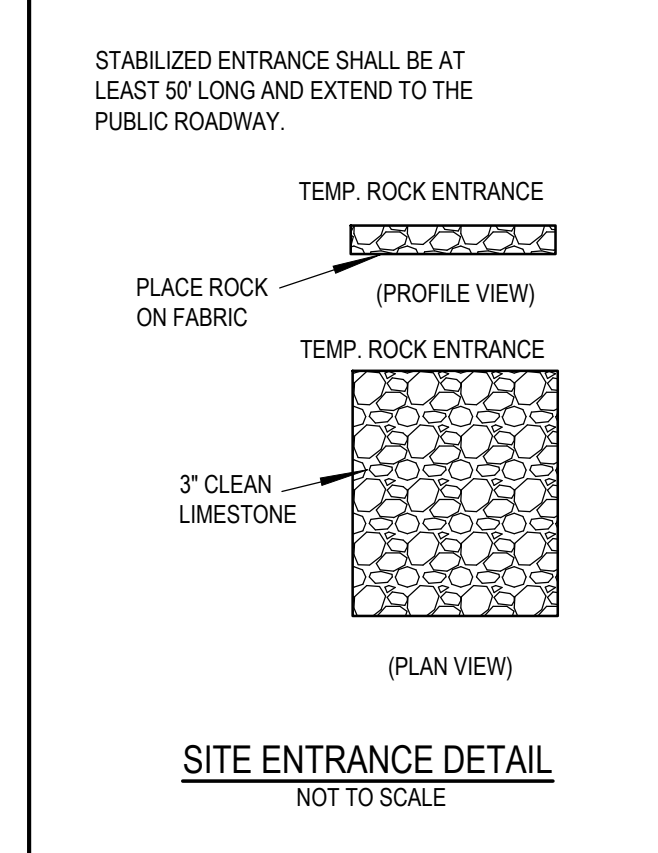 STABILIZED ENTRANCE SHALL BE AT
LEAST 50' LONG AND EXTEND TO THE
PUBLIC ROADWAY.
TEMP. ROCK ENTRANCE
PLACE ROCK
ON FABRIC
(PROFILE VIEW)
TEMP. ROCK ENTRANCE
3" CLEAN
LIMESTONE
(PLAN VIEW)
SITE ENTRANCE DETAIL
NOT TO SCALE